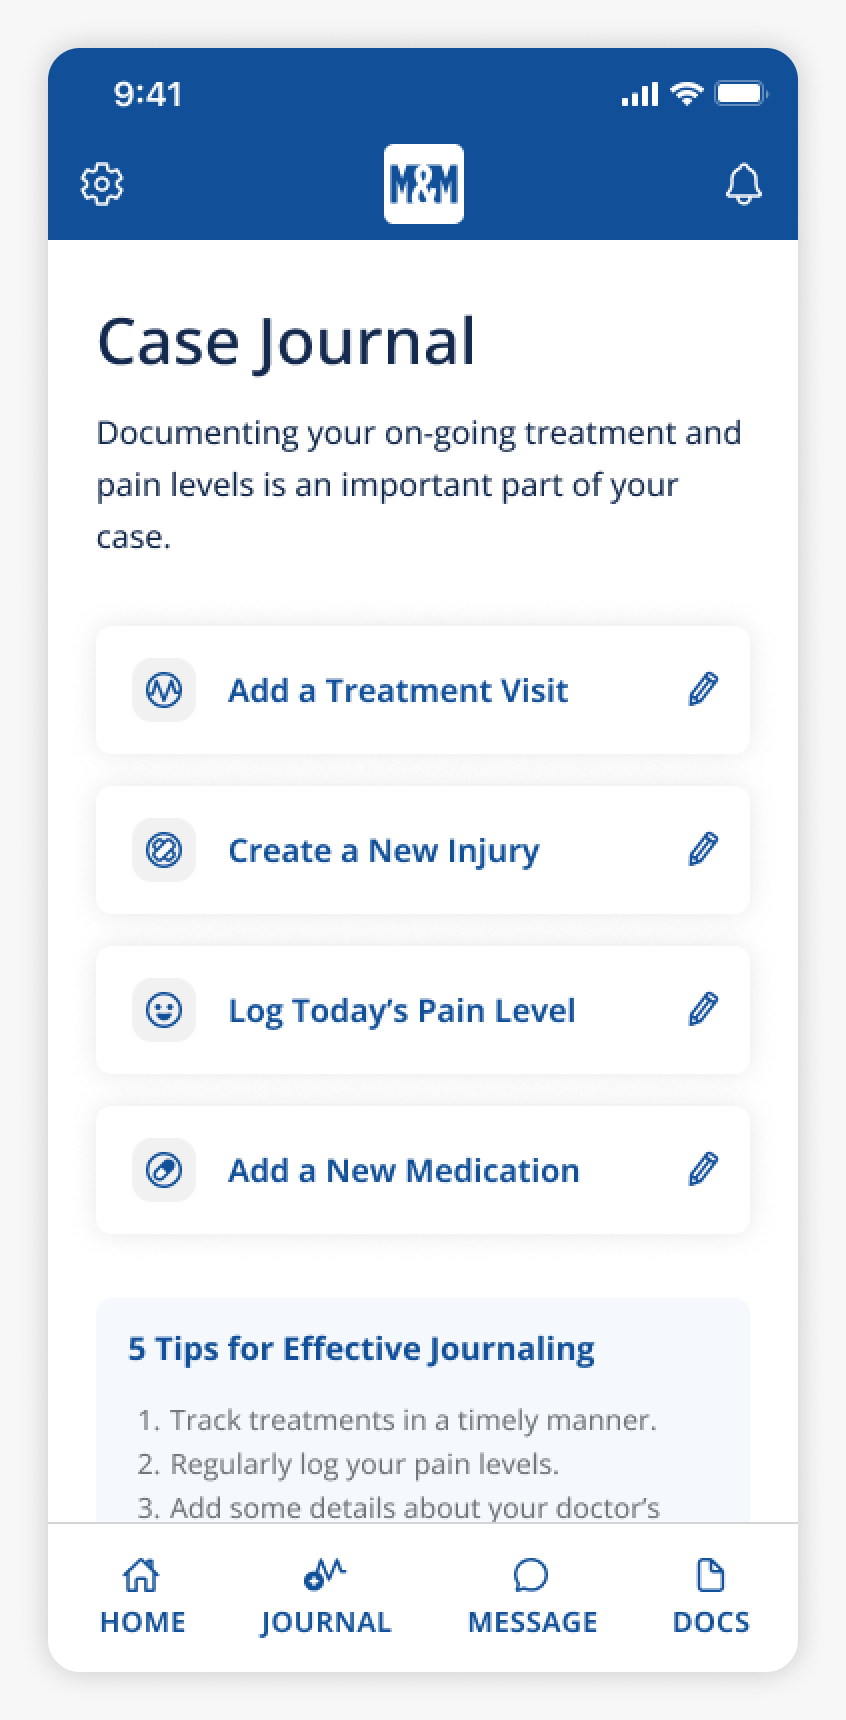 9:41
M&M
Case Journal
Documenting your on-going treatment and
pain levels is an important part of your
case.
Add a Treatment Visit
Create a New Injury
Log Today’s Pain Level
Add a New Medication
5 Tips for Effective Journaling
1. Track treatments in a timely manner.
2. Regularly log your pain levels.
3. Add some details about your doctor’s
HOME JOURNAL MESSAGE DOCS